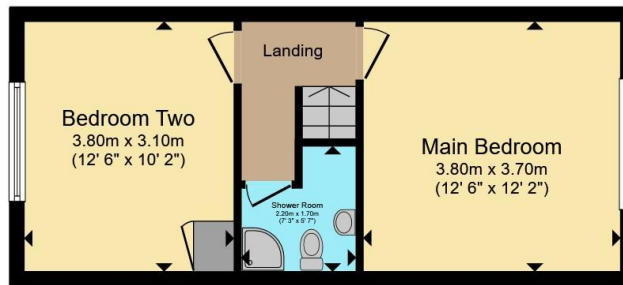 Landing
Bedroom Two
3.80m x 3.10m
(12' 6" x 10' 2")
Main Bedroom
3.80m x 3.70m
(12' 6" x 12' 2")
Shower Room
2.20m x 1.70m
(7' 3" x 5' 7")